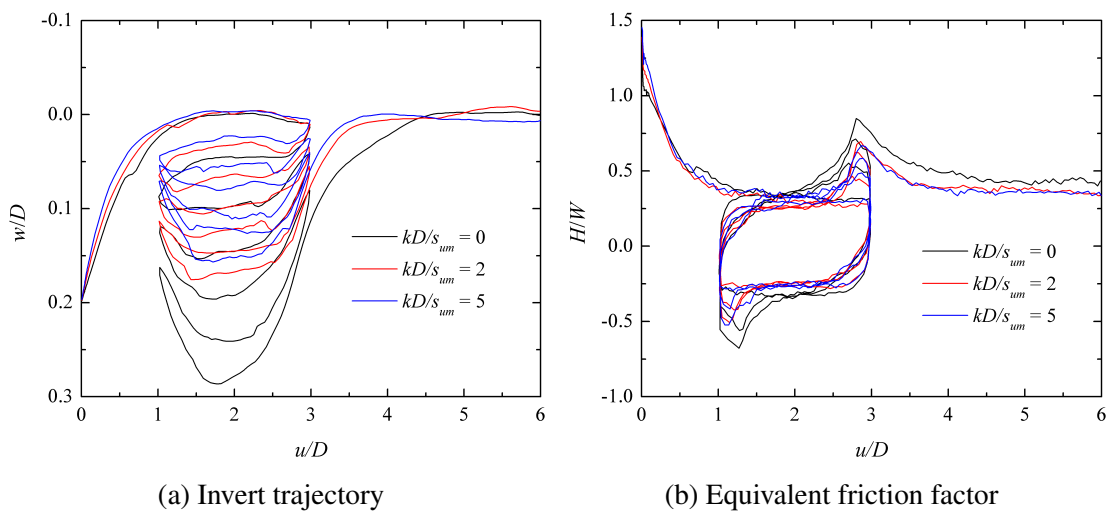 -0.1
0.0
0.1
0.2
0.3
w/D
0 1 2 3 4 5 6
u/D
kD/s_um = 0
kD/s_um = 2
kD/s_um = 5
(a) Invert trajectory
1.5
1.0
0.5
0.0
-0.5
-1.0
H/W
0 1 2 3 4 5 6
u/D
kD/s_um = 0
kD/s_um = 2
kD/s_um = 5
(b) Equivalent friction factor